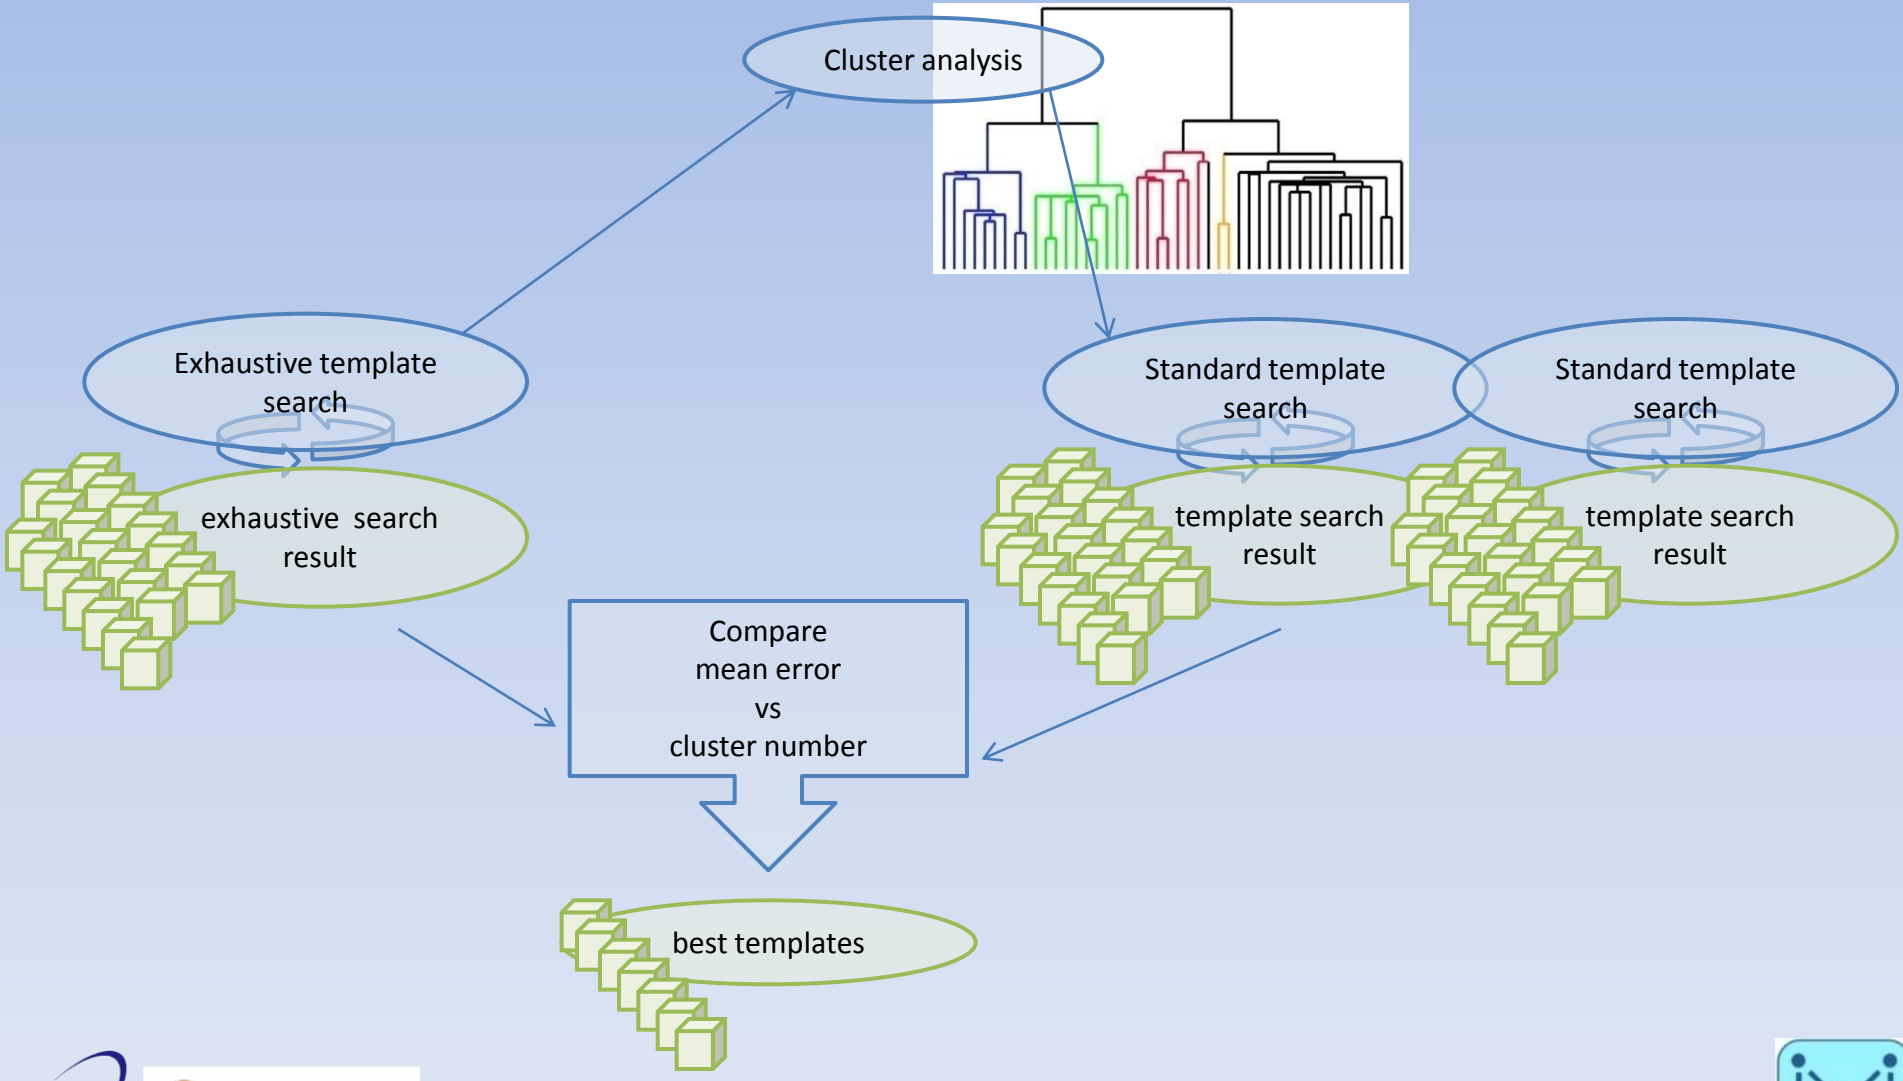 Cluster analysis
Exhaustive template
search
exhaustive search
result
Standard template
search
template search
result
Standard template
search
template search
result
Compare
mean error
vs
cluster number
best templates